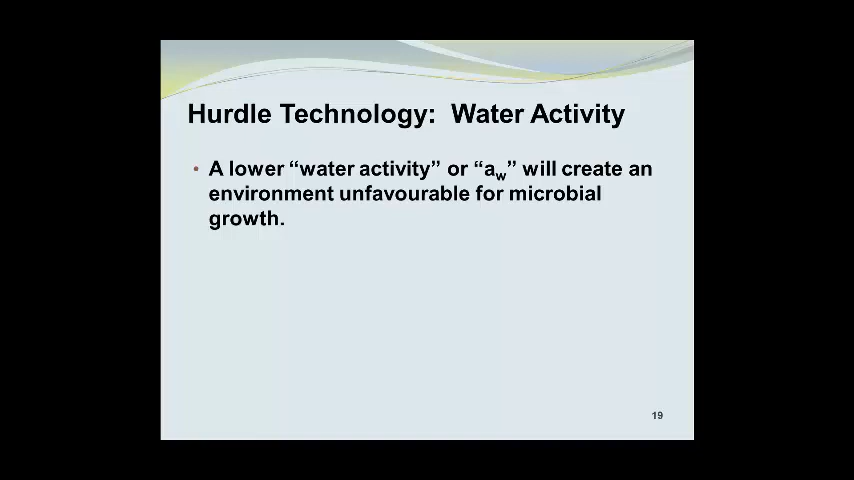 Hurdle Technology: Water Activity
• A lower “water activity” or “aw” will create an
environment unfavourable for microbial
growth.
19